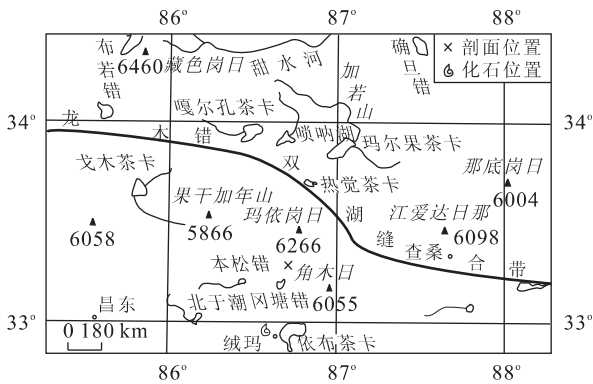 86°
87°
88°
布若错
6460
藏色岗日
甜水河
确旦错
× 剖面位置
化石位置
加若山
嘎尔孔茶卡
34°
34°
龙木错双湖缝合带
唢呐湖
玛尔果茶卡
戈木茶卡
热觉茶卡
那底岗日
6004
果干加年山
5866
玛依岗日
6266
江爱达日那
6098
6058
查桑
本松错
×
角木日
6055
昌东
北于潮冈塘错
33°
33°
0 180 km
绒玛
依布茶卡
86°
87°
88°